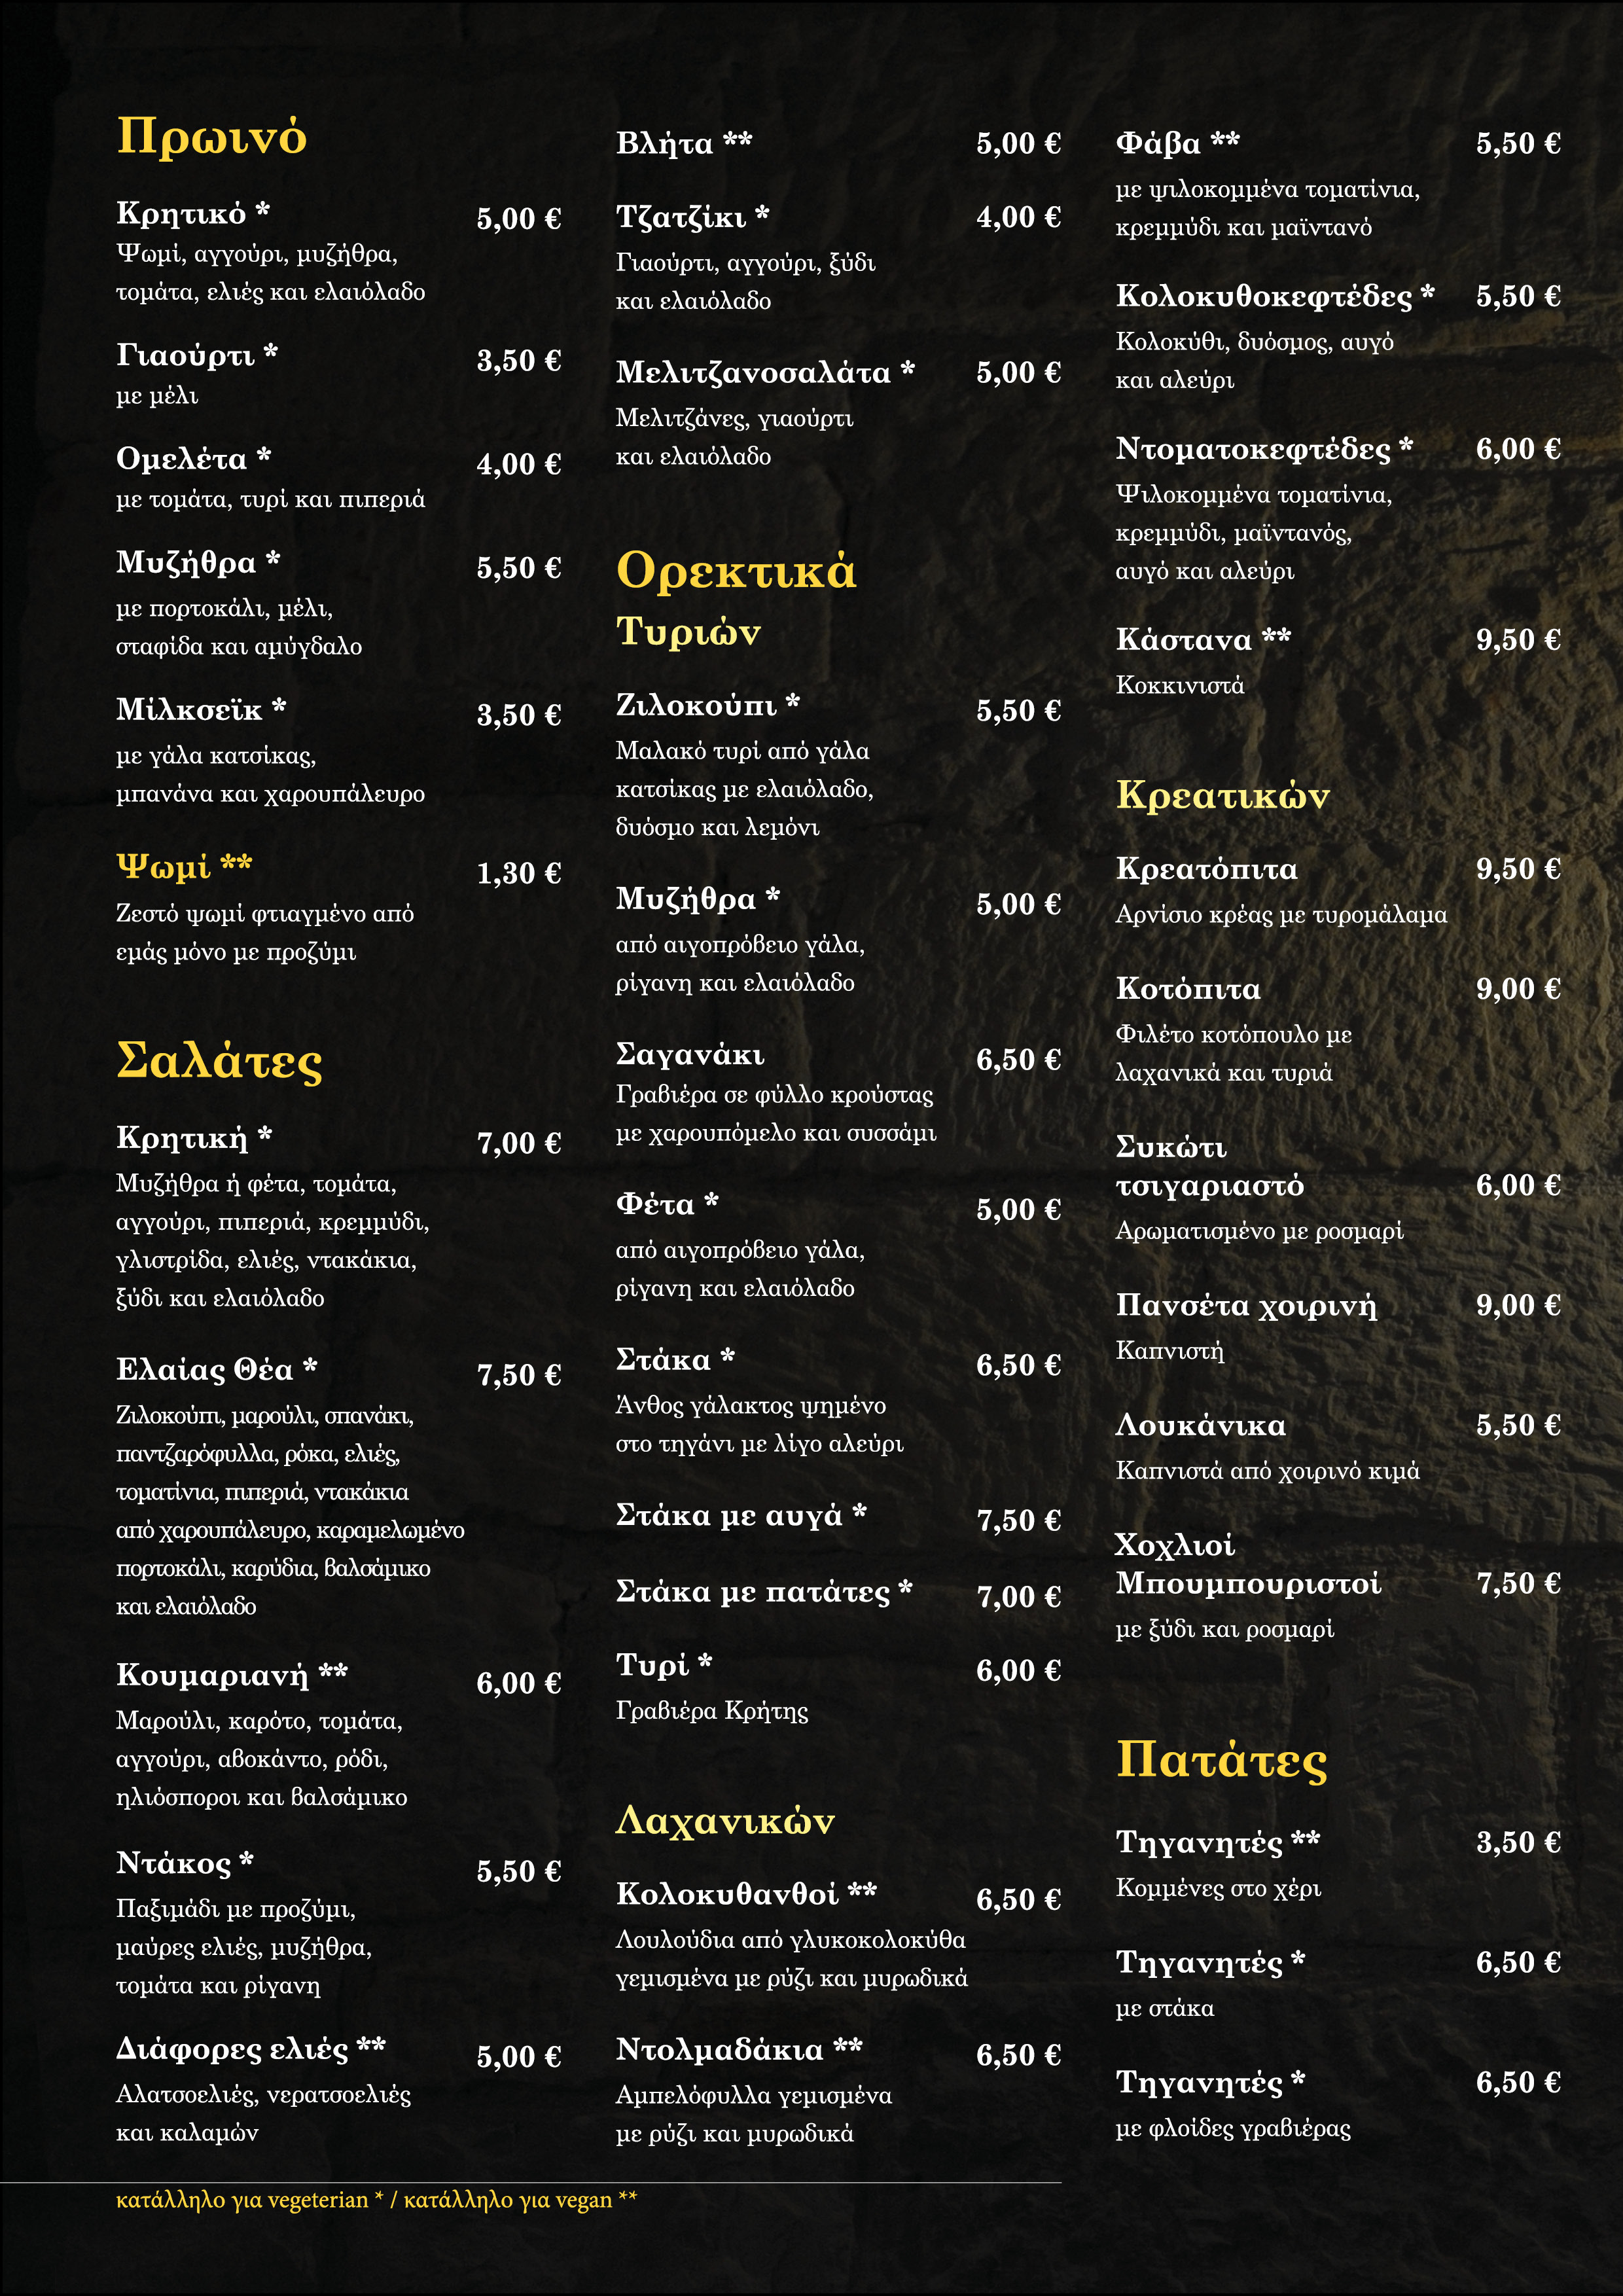 Πρωινό
Κρητικό * 5,00 €
Ψωμί, αγγούρι, μυζήθρα,
τομάτα, ελιές και ελαιόλαδο
Γιαούρτι * 3,50 €
με μέλι
Ομελέτα * 4,00 €
με τομάτα, τυρί και πιπεριά
Μυζήθρα * 5,50 €
με πορτοκάλι, μέλι,
σταφίδα και αμύγδαλο
Μίλκσεϊκ * 3,50 €
με γάλα κατσίκας,
μπανάνα και χαρουπάλευρο
Ψωμί ** 1,30 €
Ζεστό ψωμί φτιαγμένο από
εμάς μόνο με προζύμι
Σαλάτες
Κρητική * 7,00 €
Μυζήθρα ή φέτα, τομάτα,
αγγούρι, πιπεριά, κρεμμύδι,
γλιστρίδα, ελιές, ντακάκια,
ξύδι και ελαιόλαδο
Ελαίας Θέα * 7,50 €
Ζιλοκούπι, μαρούλι, σπανάκι,
παντζαρόφυλλα, ρόκα, ελιές,
τοματίνια, πιπεριά, ντακάκια
από χαρουπάλευρο, καραμελωμένο
πορτοκάλι, καρύδια, βαλσάμικο
και ελαιόλαδο
Κουμαριανή ** 6,00 €
Μαρούλι, καρότο, τομάτα,
αγγούρι, αβοκάντο, ρόδι,
ηλιόσποροι και βαλσάμικο
Ντάκος * 5,50 €
Παξιμάδι με προζύμι,
μαύρες ελιές, μυζήθρα,
τομάτα και ρίγανη
Διάφορες ελιές ** 5,00 €
Αλατσοελιές, νερατσοελιές
και καλαμών
Βλήτα ** 5,00 €
Τζατζίκι * 4,00 €
Γιαούρτι, αγγούρι, ξύδι
και ελαιόλαδο
Μελιτζανοσαλάτα * 5,00 €
Μελιτζάνες, γιαούρτι
και ελαιόλαδο
Ορεκτικά
Τυριών
Ζιλοκούπι * 5,50 €
Μαλακό τυρί από γάλα
κατσίκας με ελαιόλαδο,
δυόσμο και λεμόνι
Μυζήθρα * 5,00 €
από αιγοπρόβειο γάλα,
ρίγανη και ελαιόλαδο
Σαγανάκι 6,50 €
Γραβιέρα σε φύλλο κρούστας
με χαρουπόμελο και συσσάμι
Φέτα * 5,00 €
από αιγοπρόβειο γάλα,
ρίγανη και ελαιόλαδο
Στάκα * 6,50 €
Άνθος γάλακτος ψημένο
στο τηγάνι με λίγο αλεύρι
Στάκα με αυγά * 7,50 €
Στάκα με πατάτες * 7,00 €
Τυρί * 6,00 €
Γραβιέρα Κρήτης
Λαχανικών
Κολοκυθανθοί ** 6,50 €
Λουλούδια από γλυκοκολοκύθα
γεμισμένα με ρύζι και μυρωδικά
Ντολμαδάκια ** 6,50 €
Αμπελόφυλλα γεμισμένα
με ρύζι και μυρωδικά
Φάβα ** 5,50 €
με ψιλοκομμένα τοματίνια,
κρεμμύδι και μαϊντανό
Κολοκυθοκεφτέδες * 5,50 €
Κολοκύθι, δυόσμος, αυγό
και αλεύρι
Ντοματοκεφτέδες * 6,00 €
Ψιλοκομμένα τοματίνια,
κρεμμύδι, μαϊντανός,
αυγό και αλεύρι
Κάστανα ** 9,50 €
Κοκκινιστά
Κρεατικών
Κρεατόπιτα 9,50 €
Αρνίσιο κρέας με τυρομάλαμα
Κοτόπιτα 9,00 €
Φιλέτο κοτόπουλο με
λαχανικά και τυριά
Συκώτι
τσιγαριαστό 6,00 €
Αρωματισμένο με ροσμαρί
Πανσέτα χοιρινή 9,00 €
Καπνιστή
Λουκάνικα 5,50 €
Καπνιστά από χοιρινό κιμά
Χοχλιοί
Μπουμπουριστοί 7,50 €
με ξύδι και ροσμαρί
Πατάτες
Τηγανητές ** 3,50 €
Κομμένες στο χέρι
Τηγανητές * 6,50 €
με στάκα
Τηγανητές * 6,50 €
με φλοίδες γραβιέρας
κατάλληλο για vegeterian * / κατάλληλο για vegan **